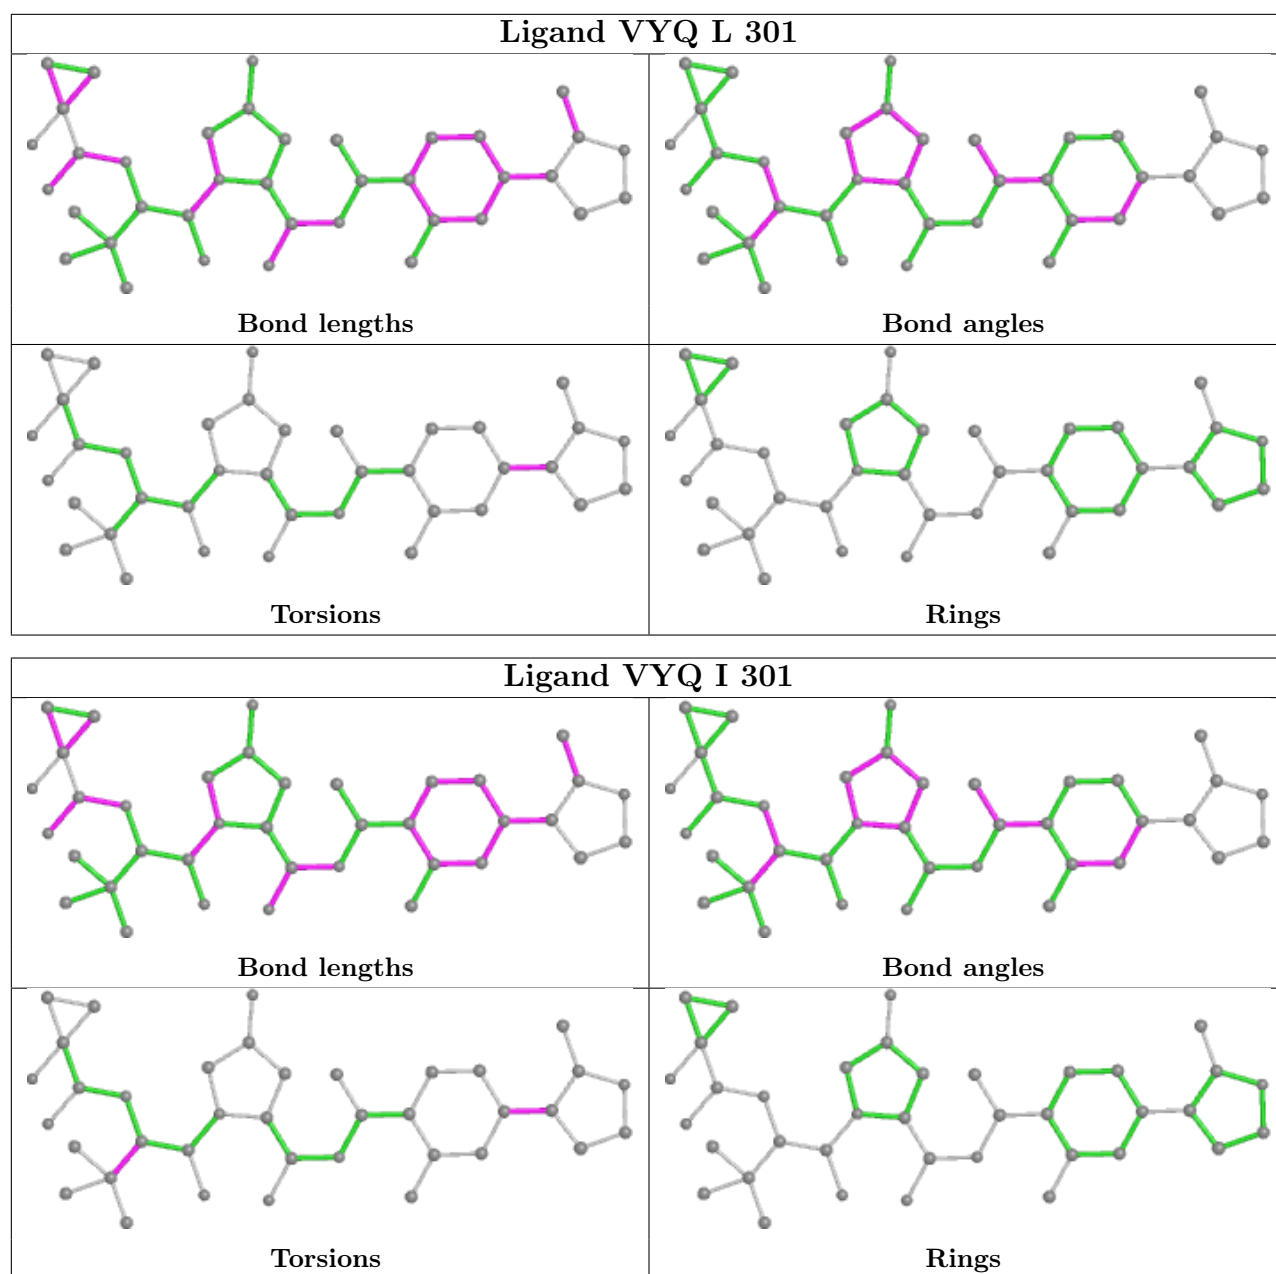 Ligand VYQ L 301
Bond lengths
Bond angles
Torsions
Rings
Ligand VYQ I 301
Bond lengths
Bond angles
Torsions
Rings